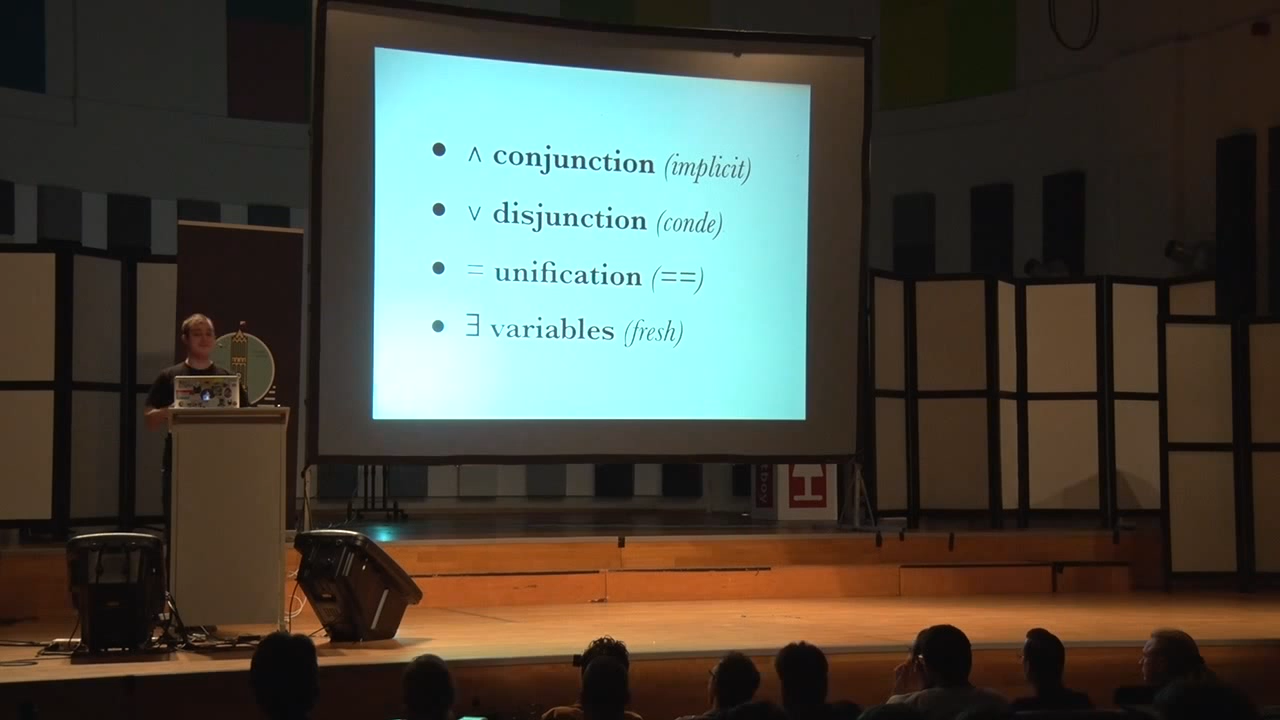 • ∧ conjunction (implicit)
• ∨ disjunction (conde)
• = unification (==)
• ∃ variables (fresh)